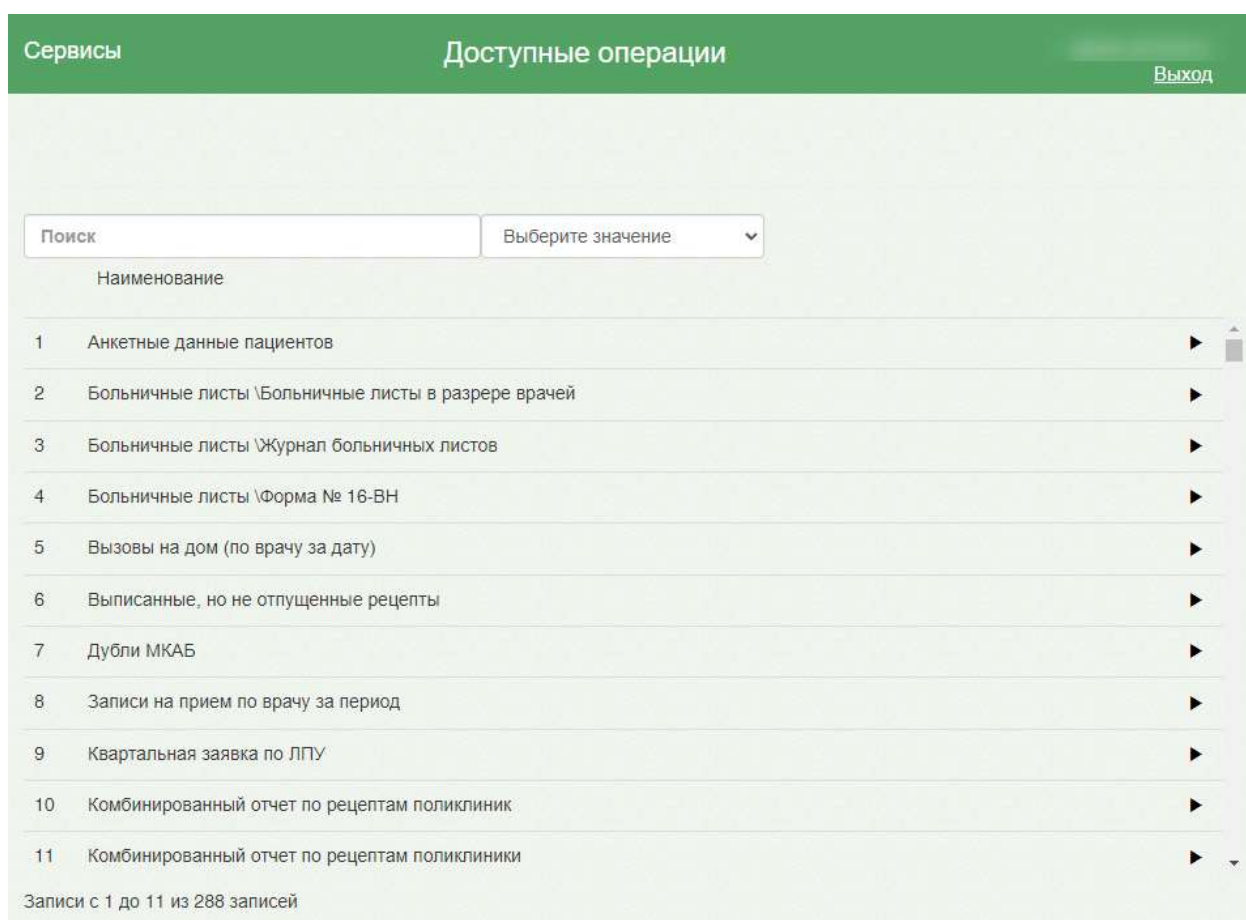 Сервисы
Доступные операции
Выход
Поиск
Выберите значение
Наименование
1 Анкетные данные пациентов
2 Больничные листы \Больничные листы в разрере врачей
3 Больничные листы \Журнал больничных листов
4 Больничные листы \Форма № 16-ВН
5 Вызовы на дом (по врачу за дату)
6 Выписанные, но не отпущенные рецепты
7 Дубли МКАБ
8 Записи на прием по врачу за период
9 Квартальная заявка по ЛПУ
10 Комбинированный отчет по рецептам поликлиник
11 Комбинированный отчет по рецептам поликлиники
Записи с 1 до 11 из 288 записей